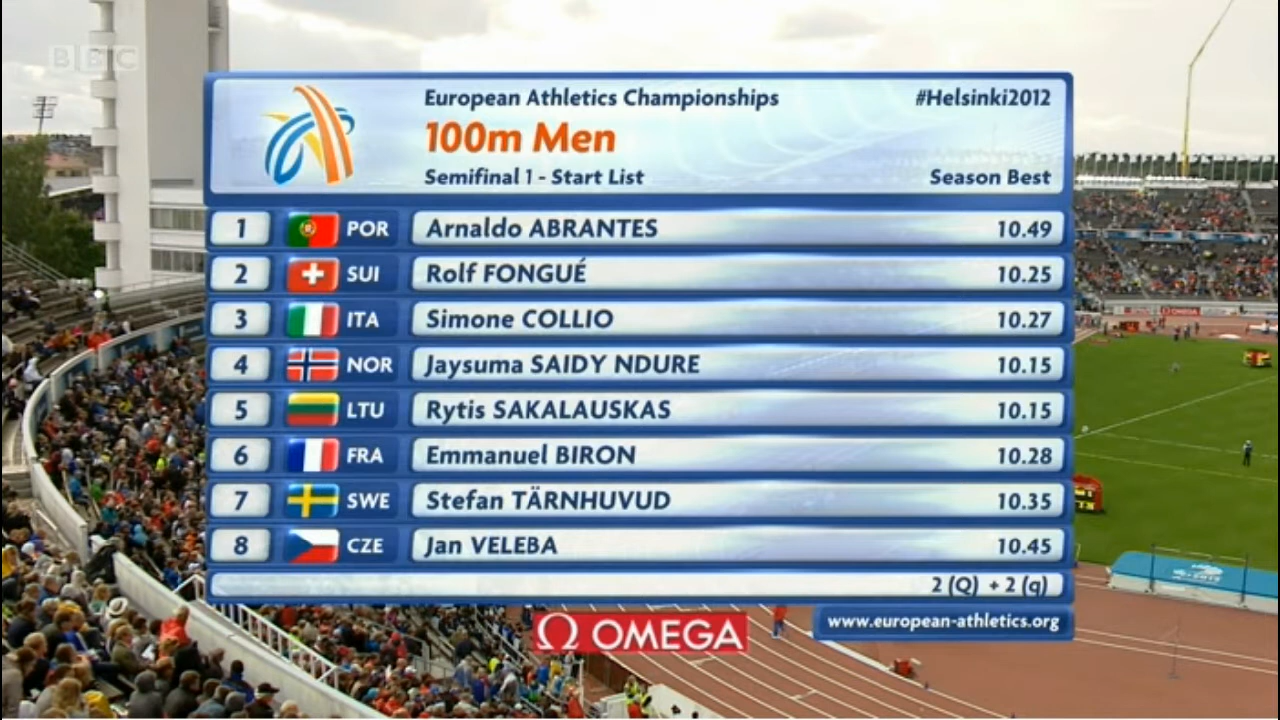 BBC
European Athletics Championships #Helsinki2012
100m Men
Semifinal 1 - Start List Season Best
1 POR Arnaldo ABRANTES 10.49
2 SUI Rolf FONGUÉ 10.25
3 ITA Simone COLLIO 10.27
4 NOR Jaysuma SAIDY NDURE 10.15
5 LTU Rytis SAKALAUSKAS 10.15
6 FRA Emmanuel BIRON 10.28
7 SWE Stefan TÄRNHUVUD 10.35
8 CZE Jan VELEBA 10.45
2 (Q) + 2 (q)
Ω OMEGA www.european-athletics.org